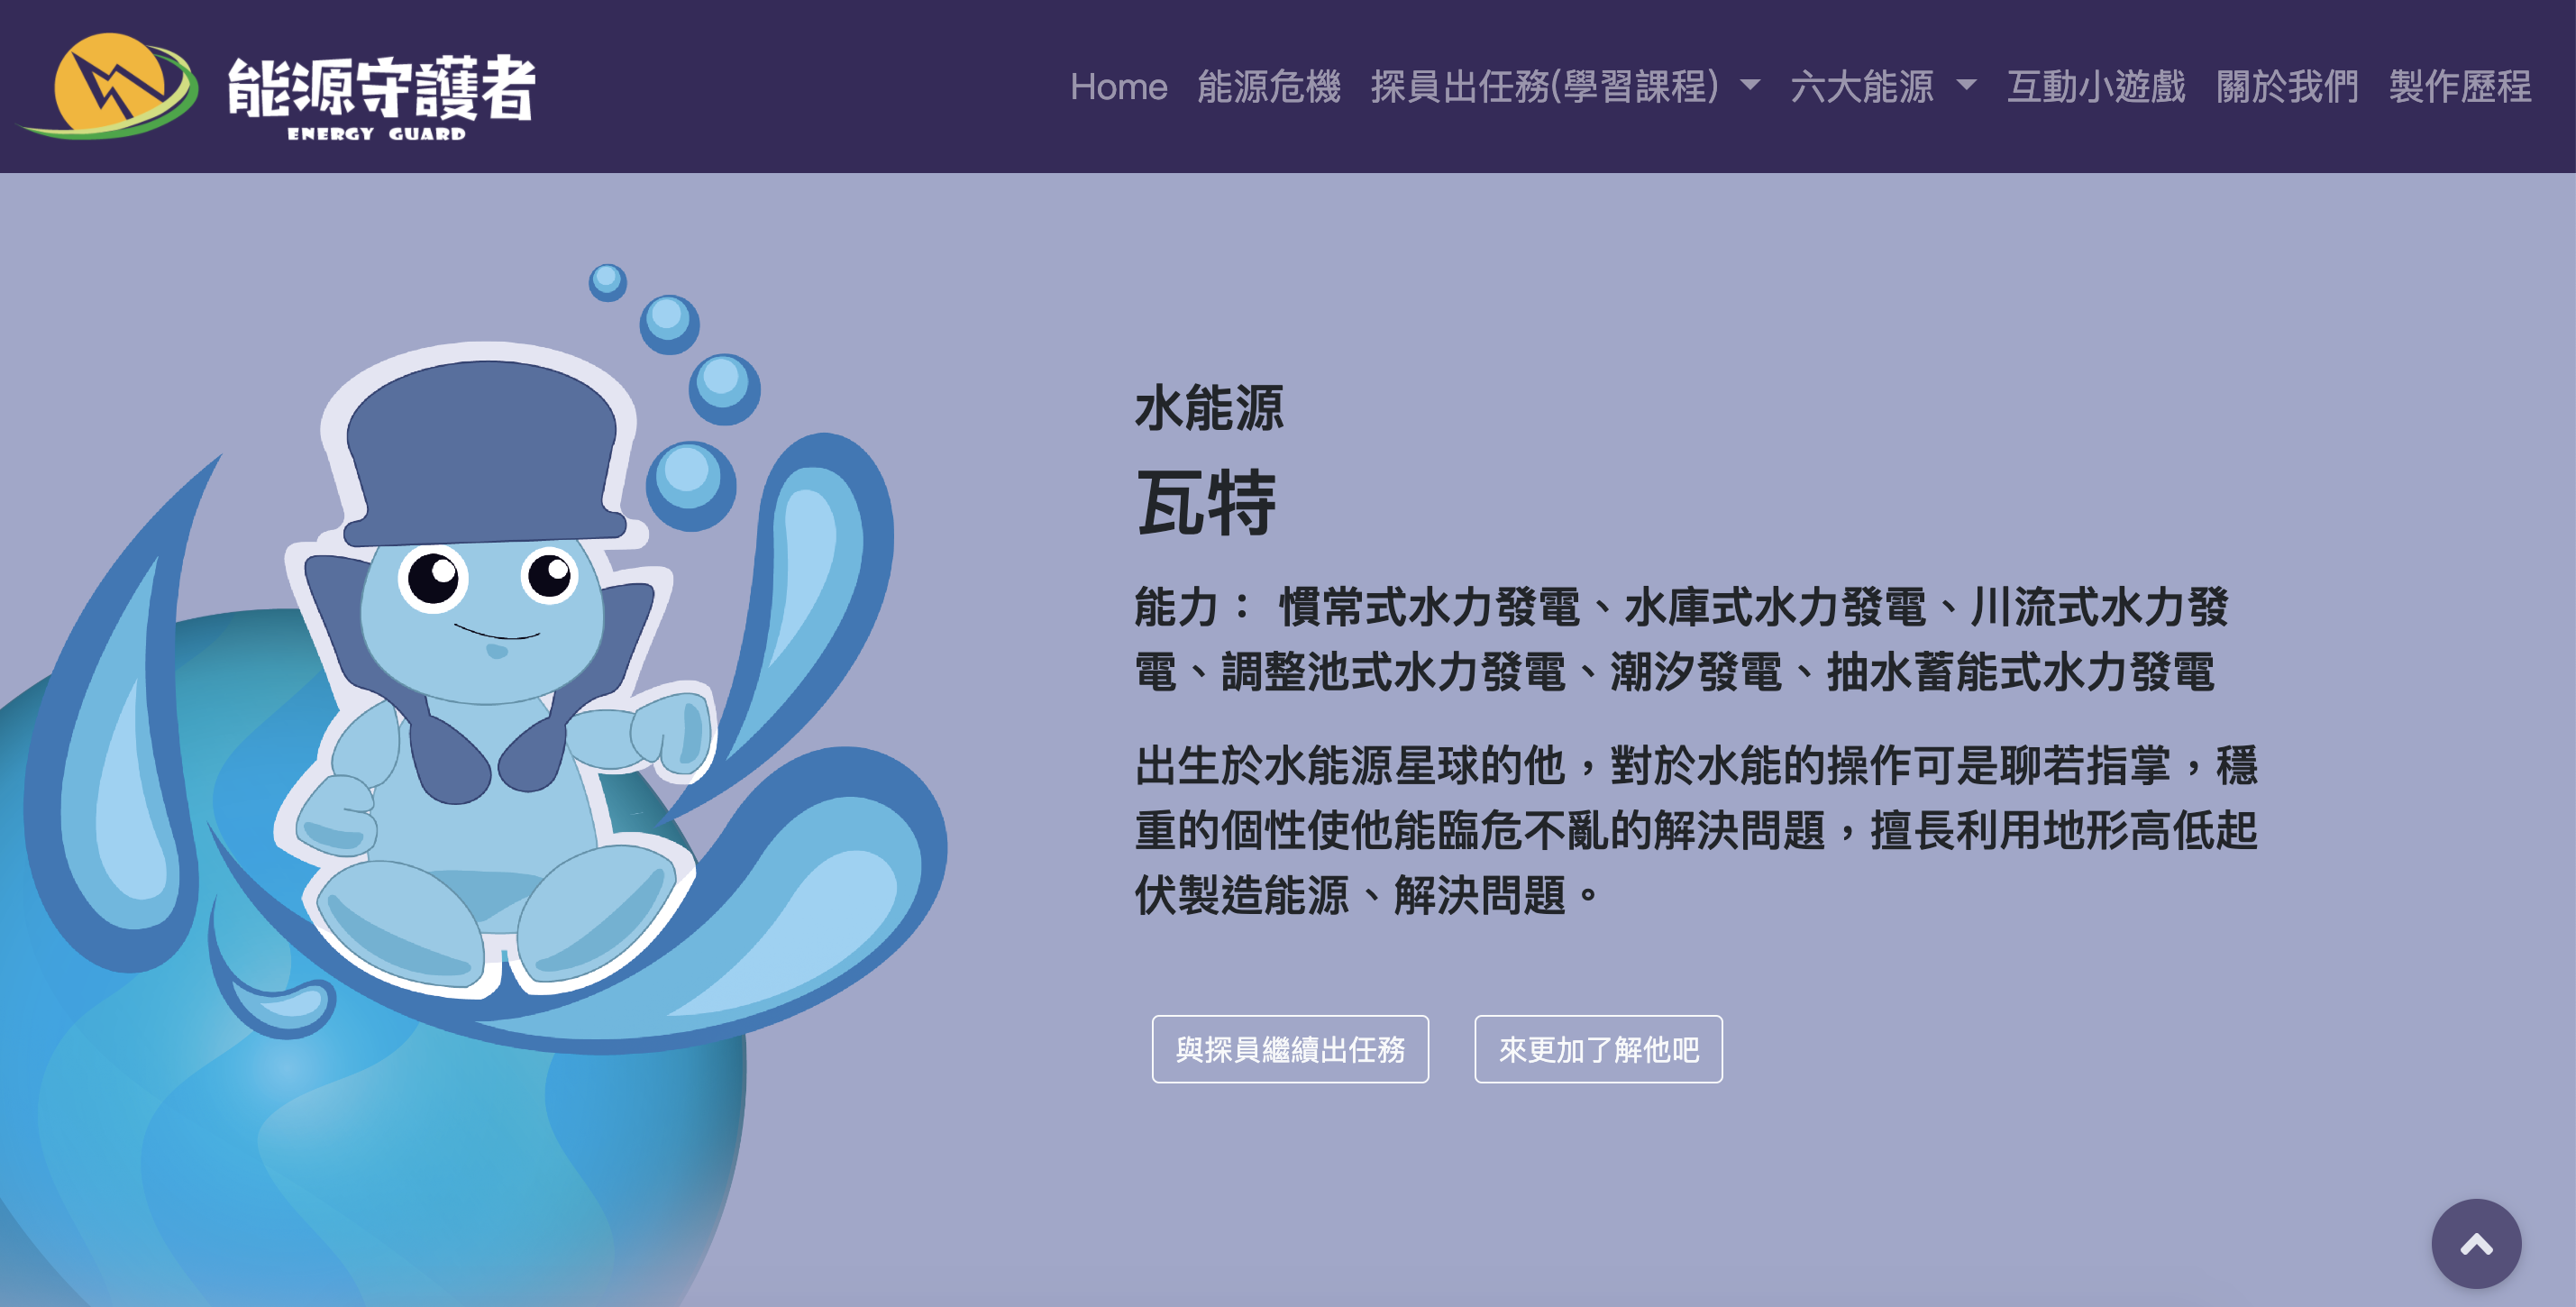 能源守護者
ENERGY GUARD
Home 能源危機 探員出任務(學習課程) 六大能源 互動小遊戲 關於我們 製作歷程
水能源
瓦特
能力： 慣常式水力發電、水庫式水力發電、川流式水力發
電、調整池式水力發電、潮汐發電、抽水蓄能式水力發電
出生於水能源星球的他，對於水能的操作可是聊若指掌，穩
重的個性使他能臨危不亂的解決問題，擅長利用地形高低起
伏製造能源、解決問題。
與探員繼續出任務 來更加了解他吧